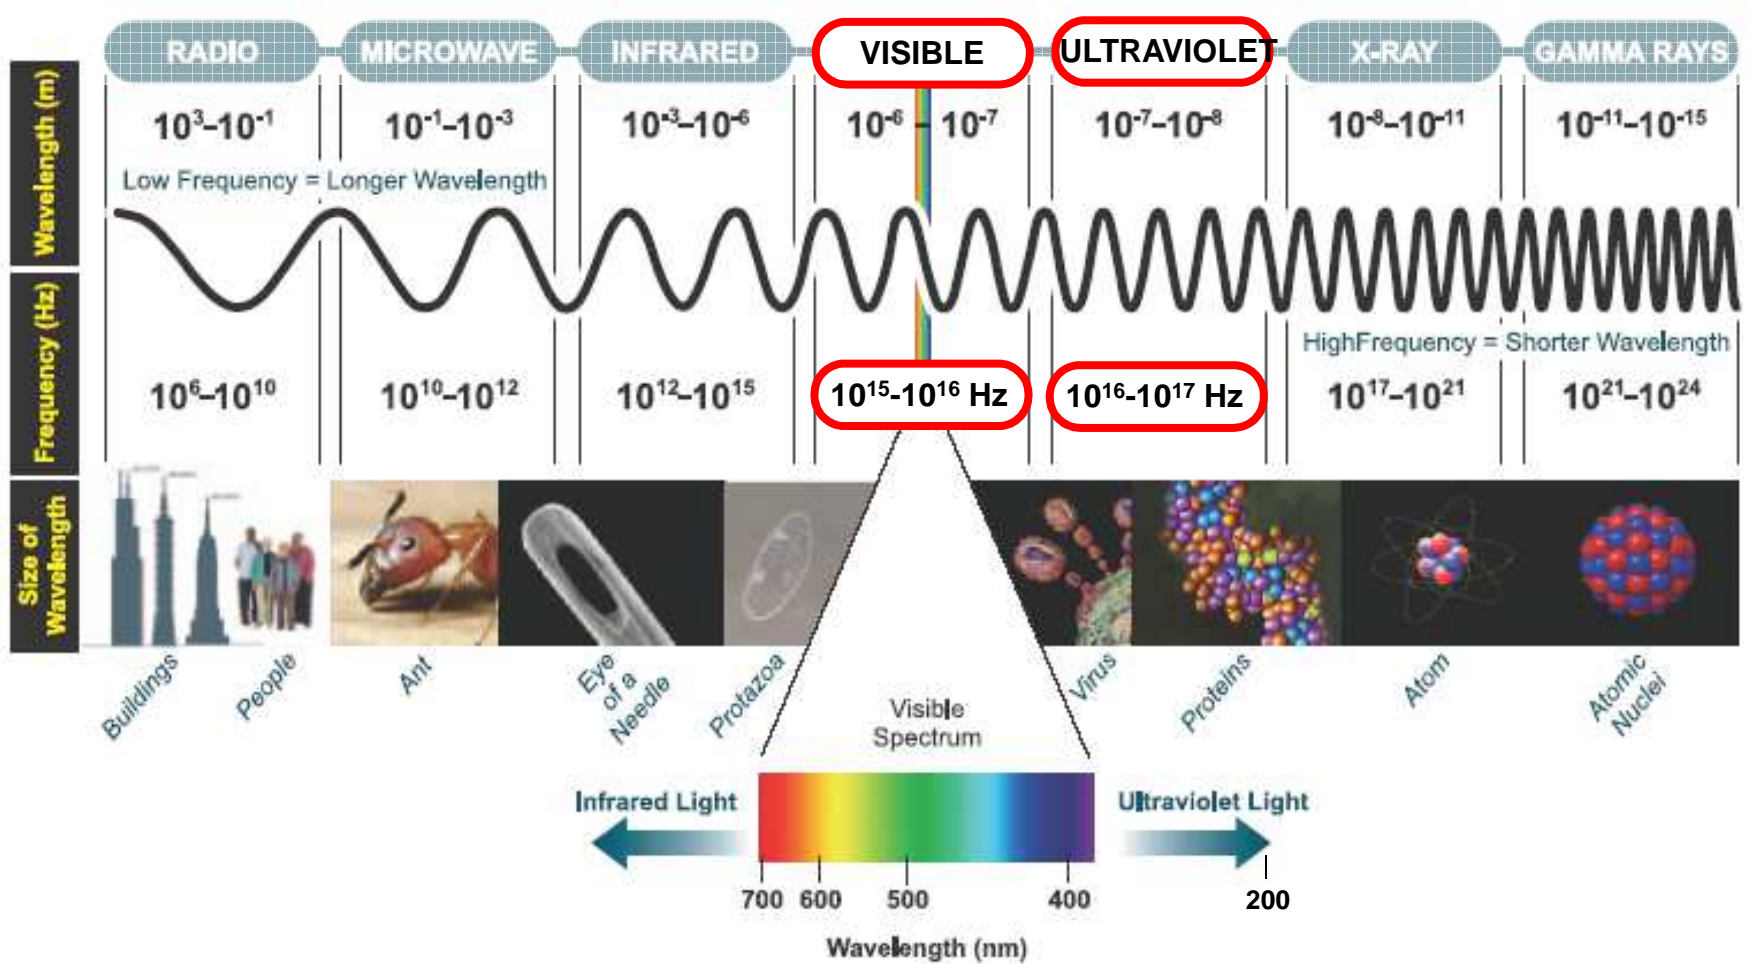 RADIO
MICROWAVE
INFRARED
VISIBLE
ULTRAVIOLET
X-RAY
GAMMA RAYS
Wavelength (m)
10³–10⁻¹
10⁻¹–10⁻³
10⁻³–10⁻⁶
10⁻⁶ – 10⁻⁷
10⁻⁷–10⁻⁸
10⁻⁸–10⁻¹¹
10⁻¹¹–10⁻¹⁵
Low Frequency = Longer Wavelength
HighFrequency = Shorter Wavelength
Frequency (Hz)
10⁶–10¹⁰
10¹⁰–10¹²
10¹²–10¹⁵
10¹⁵-10¹⁶ Hz
10¹⁶-10¹⁷ Hz
10¹⁷–10²¹
10²¹–10²⁴
Size of
Wavelength
Buildings
People
Ant
Eye
of a
Needle
Protazoa
Virus
Proteins
Atom
Atomic
Nuclei
Visible
Spectrum
Infrared Light
Ultraviolet Light
700 600 500 400 200
Wavelength (nm)